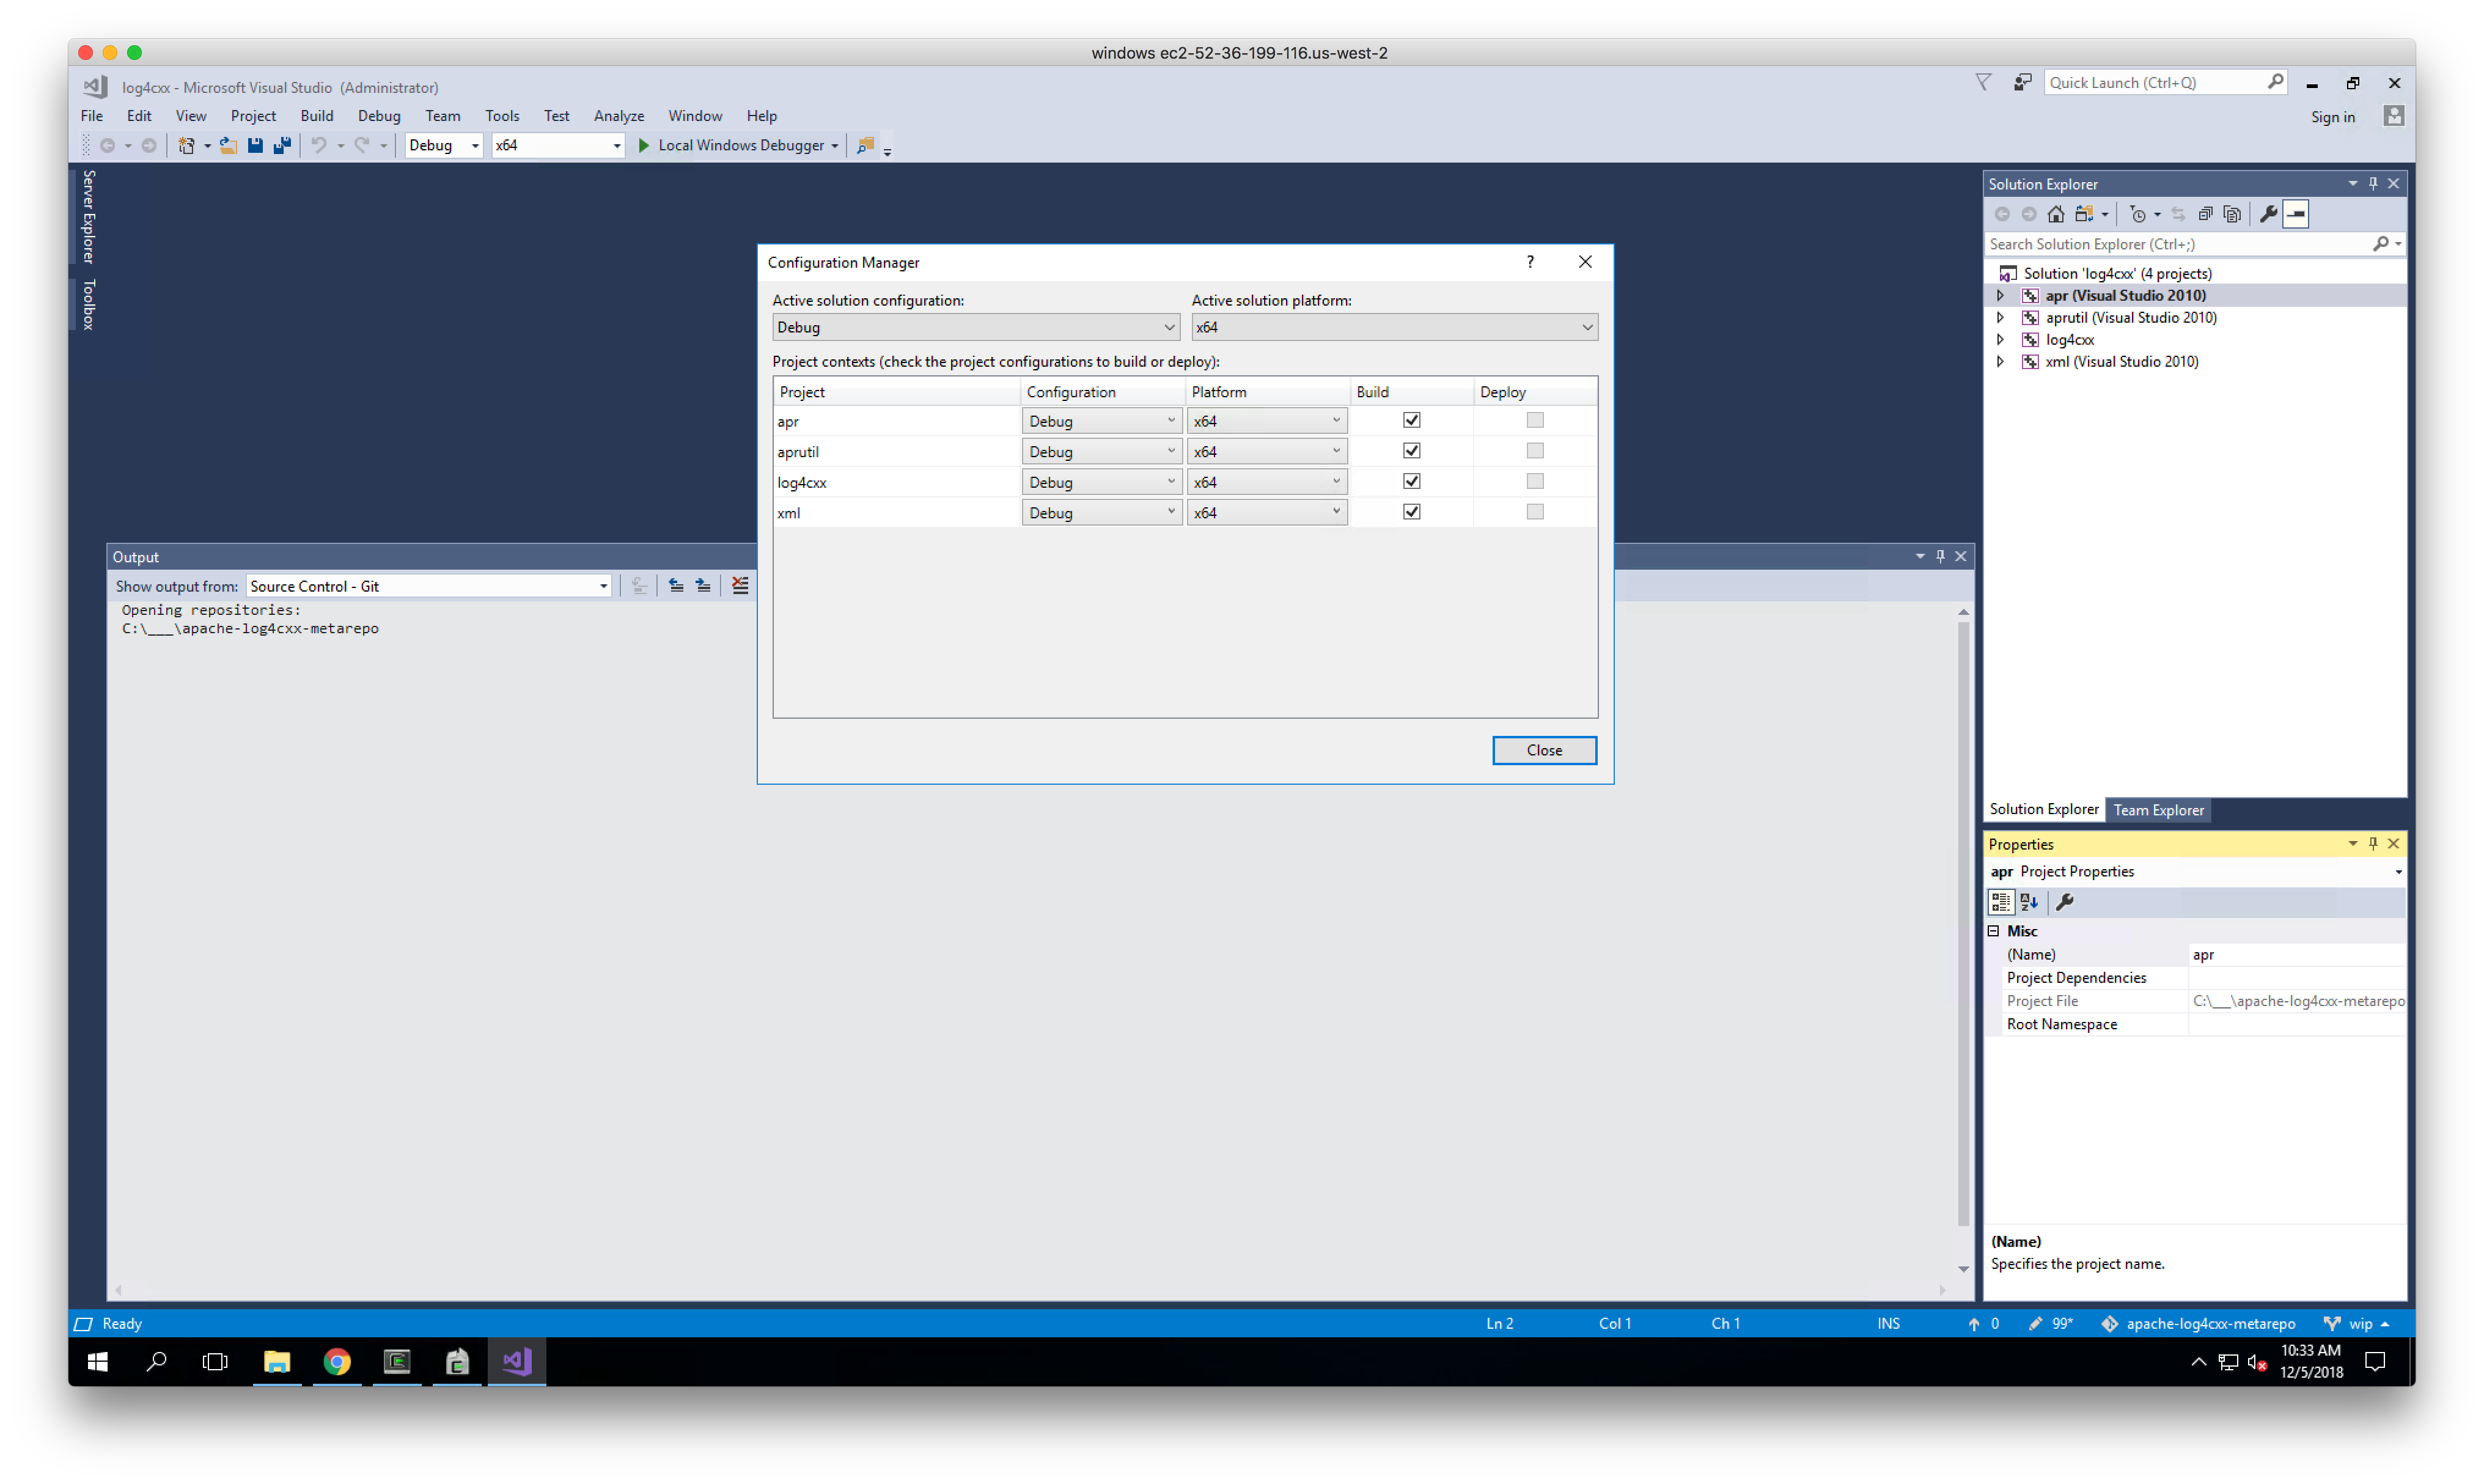 windows ec2-52-36-199-116.us-west-2
log4cxx - Microsoft Visual Studio (Administrator)
Quick Launch (Ctrl+Q)
File Edit View Project Build Debug Team Tools Test Analyze Window Help
Sign in
Debug x64 Local Windows Debugger
Server Explorer
Toolbox
Configuration Manager
Active solution configuration: Active solution platform:
Debug x64
Project contexts (check the project configurations to build or deploy):
Project Configuration Platform Build Deploy
apr Debug x64
aprutil Debug x64
log4cxx Debug x64
xml Debug x64
Close
Output
Show output from: Source Control - Git
Opening repositories:
C:\___\apache-log4cxx-metarepo
Solution Explorer
Search Solution Explorer (Ctrl+;)
Solution 'log4cxx' (4 projects)
apr (Visual Studio 2010)
aprutil (Visual Studio 2010)
log4cxx
xml (Visual Studio 2010)
Solution Explorer Team Explorer
Properties
apr Project Properties
Misc
(Name) apr
Project Dependencies
Project File C:\___\apache-log4cxx-metarepo
Root Namespace
(Name)
Specifies the project name.
Ready Ln 2 Col 1 Ch 1 INS 0 99* apache-log4cxx-metarepo wip
10:33 AM
12/5/2018